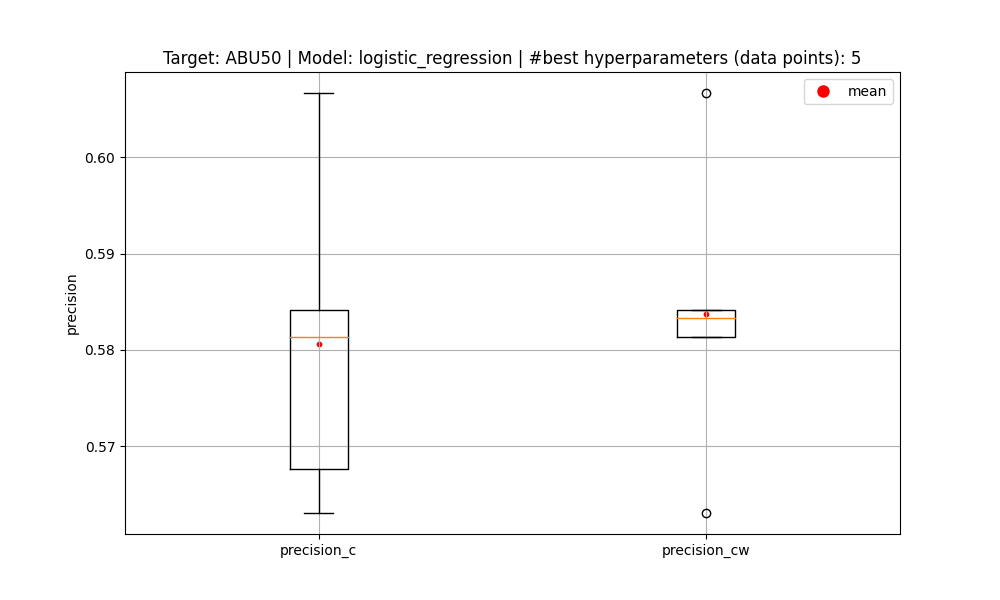 Target: ABU50 | Model: logistic_regression | #best hyperparameters (data points): 5
mean
0.60
0.59
0.58
0.57
precision
precision_c
precision_cw